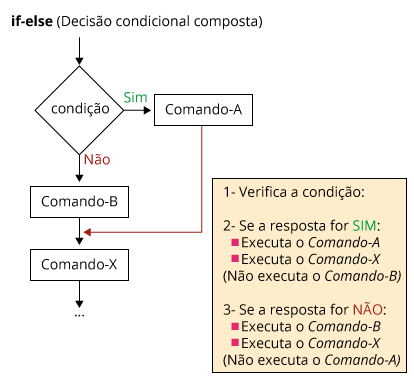 if-else (Decisão condicional composta)
condição
Sim
Comando-A
Não
Comando-B
Comando-X
...
1- Verifica a condição:
2- Se a resposta for SIM:
Executa o Comando-A
Executa o Comando-X
(Não executa o Comando-B)
3- Se a resposta for NÃO:
Executa o Comando-B
Executa o Comando-X
(Não executa o Comando-A)